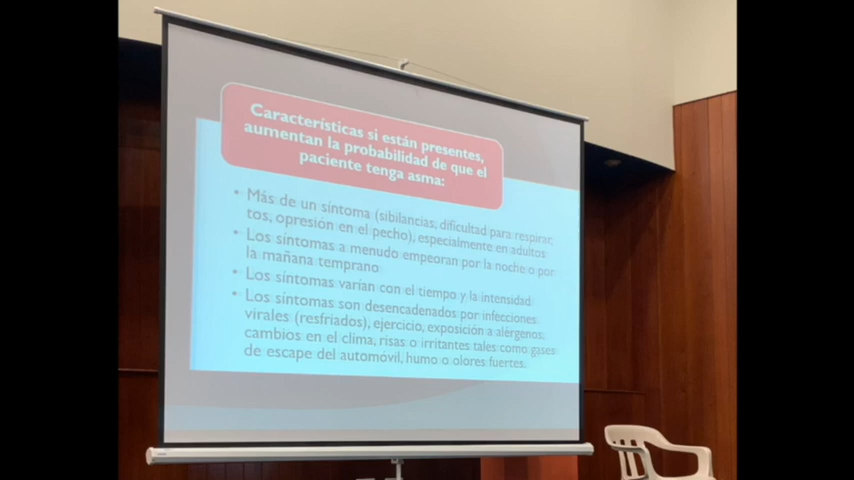 Características si están presentes,
aumentan la probabilidad de que el
paciente tenga asma:
• Más de un síntoma (sibilancias, dificultad para respirar,
tos, opresión en el pecho), especialmente en adultos
• Los síntomas a menudo empeoran por la noche o por
la mañana temprano
• Los síntomas varían con el tiempo y la intensidad
• Los síntomas son desencadenados por infecciones
virales (resfriados), ejercicio, exposición a alérgenos,
cambios en el clima, risas o irritantes tales como gases
de escape del automóvil, humo o olores fuertes.